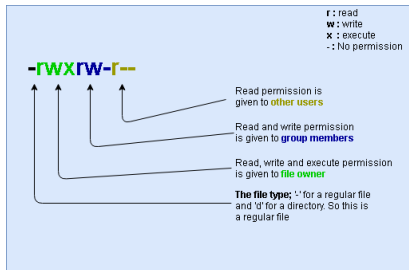 r : read
w : write
x : execute
- : No permission
-rwxrw-r--
Read permission is
given to other users
Read and write permission
is given to group members
Read, write and execute permission
is given to file owner
The file type; '-' for a regular file
and 'd' for a directory. So this is
a regular file